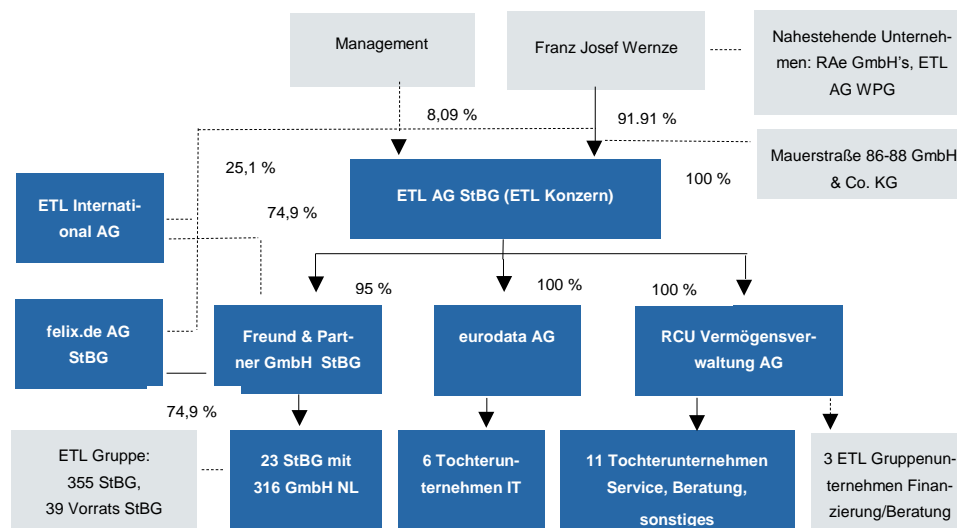 Management
Franz Josef Wernze
Nahestehende Unterneh-
men: RAe GmbH's, ETL
AG WPG
8,09 %
91.91 %
Mauerstraße 86-88 GmbH
& Co. KG
25,1 %
100 %
ETL Internati-
onal AG
ETL AG StBG (ETL Konzern)
74,9 %
95 %
100 %
100 %
felix.de AG
StBG
Freund & Part-
ner GmbH StBG
eurodata AG
RCU Vermögensver-
waltung AG
74,9 %
ETL Gruppe:
355 StBG,
39 Vorrats StBG
23 StBG mit
316 GmbH NL
6 Tochterun-
ternehmen IT
11 Tochterunternehmen
Service, Beratung,
sonstiges
3 ETL Gruppenun-
ternehmen Finan-
zierung/Beratung